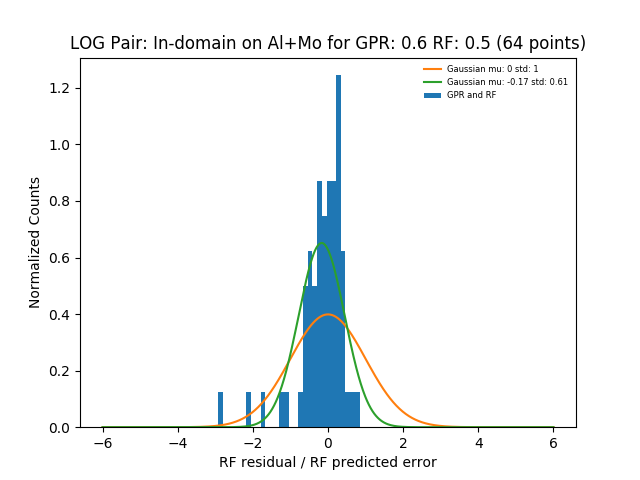 LOG Pair: In-domain on Al+Mo for GPR: 0.6 RF: 0.5 (64 points)
Gaussian mu: 0 std: 1
Gaussian mu: -0.17 std: 0.61
GPR and RF
Normalized Counts
1.2
1.0
0.8
0.6
0.4
0.2
0.0
−6 −4 −2 0 2 4 6
RF residual / RF predicted error